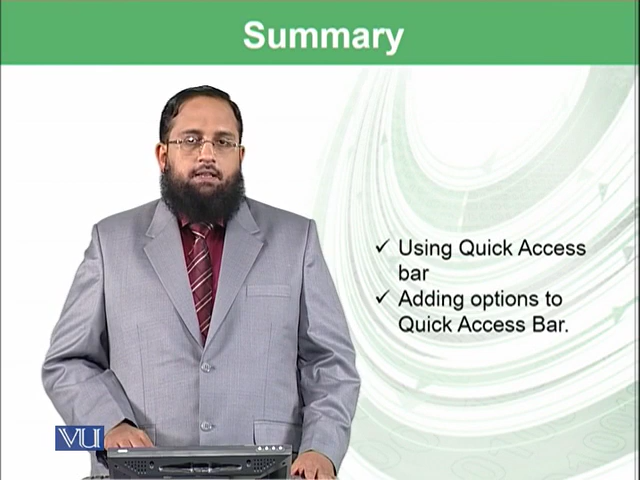 Summary
✓ Using Quick Access
bar
✓ Adding options to
Quick Access Bar.
VU